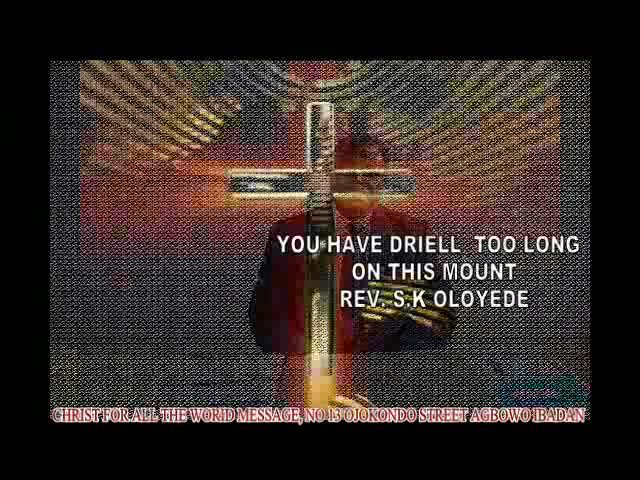 YOU HAVE DRIELL TOO LONG
ON THIS MOUNT
REV. S.K OLOYEDE
CHRIST FOR ALL THE WORID MESSAGE, NO 13 OJOKONDO STREET AGBOWO IBADAN